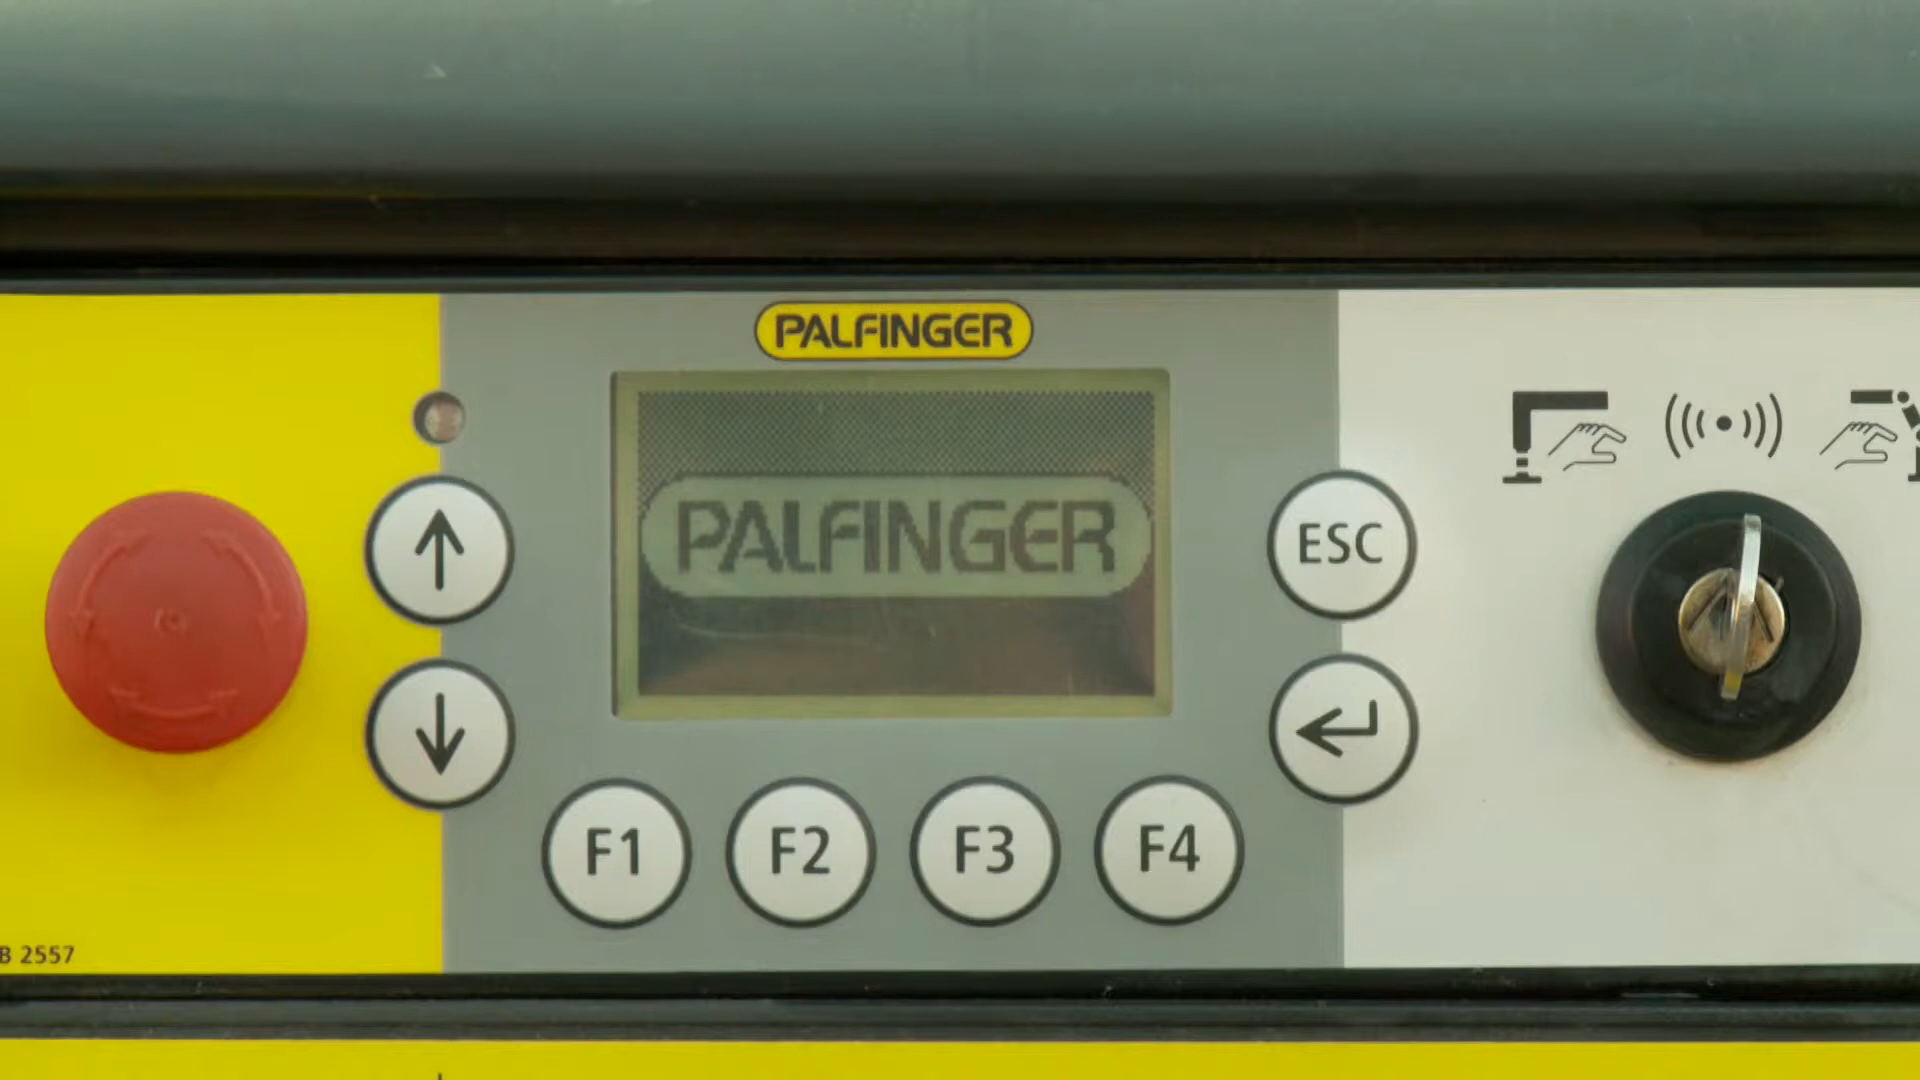 PALFINGER
PALFINGER
ESC
F1 F2 F3 F4
B 2557